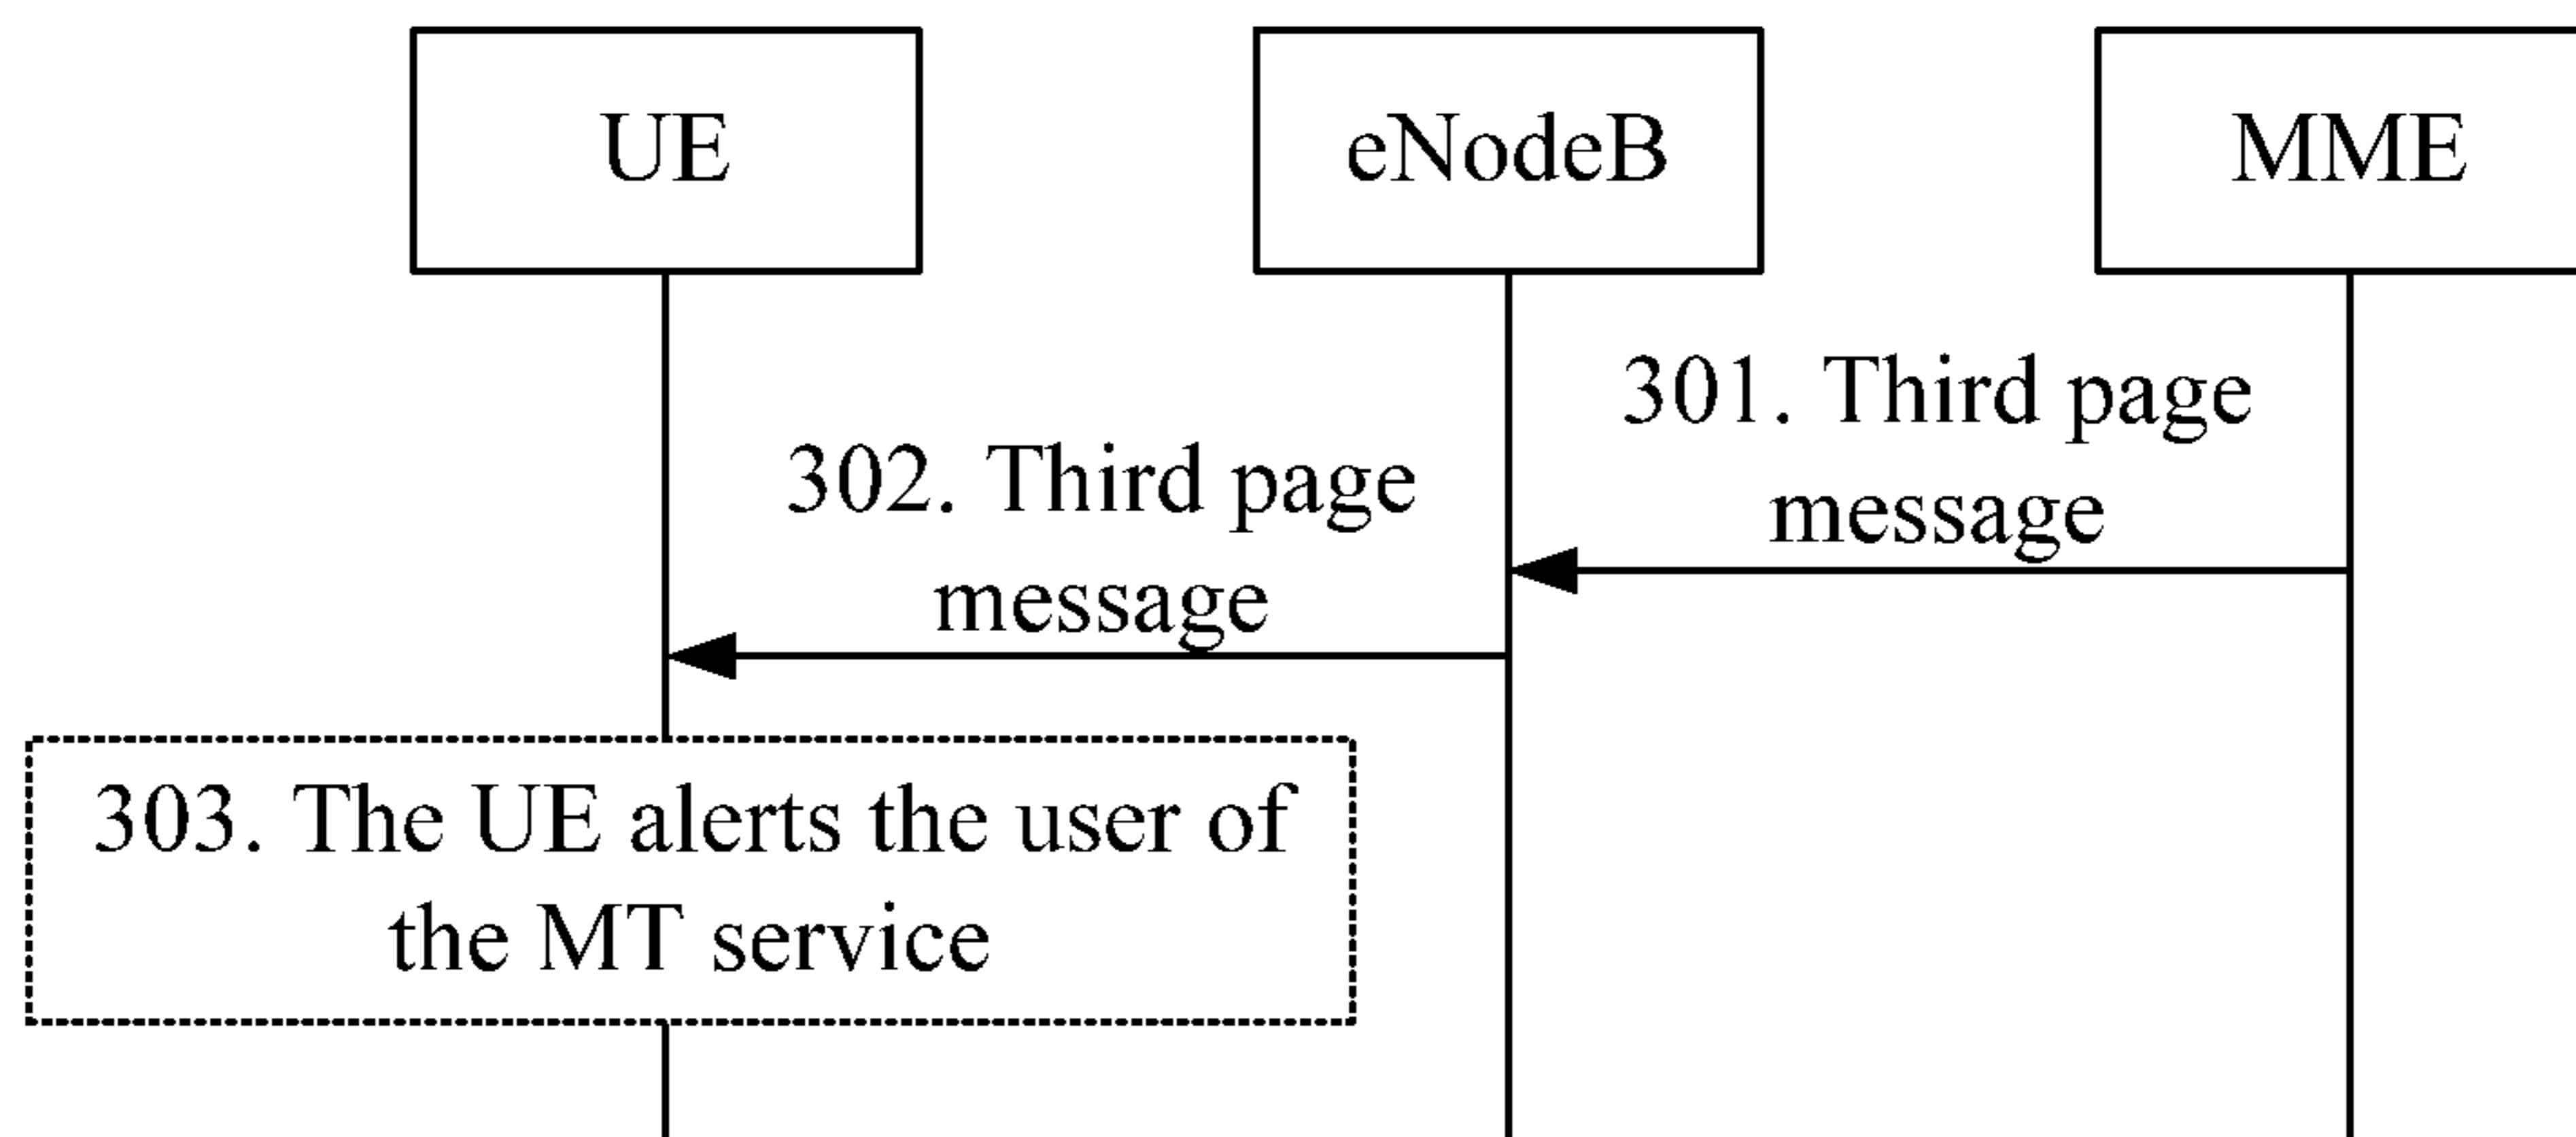 UE
eNodeB
MME
301. Third page
message
302. Third page
message
303. The UE alerts the user of
the MT service